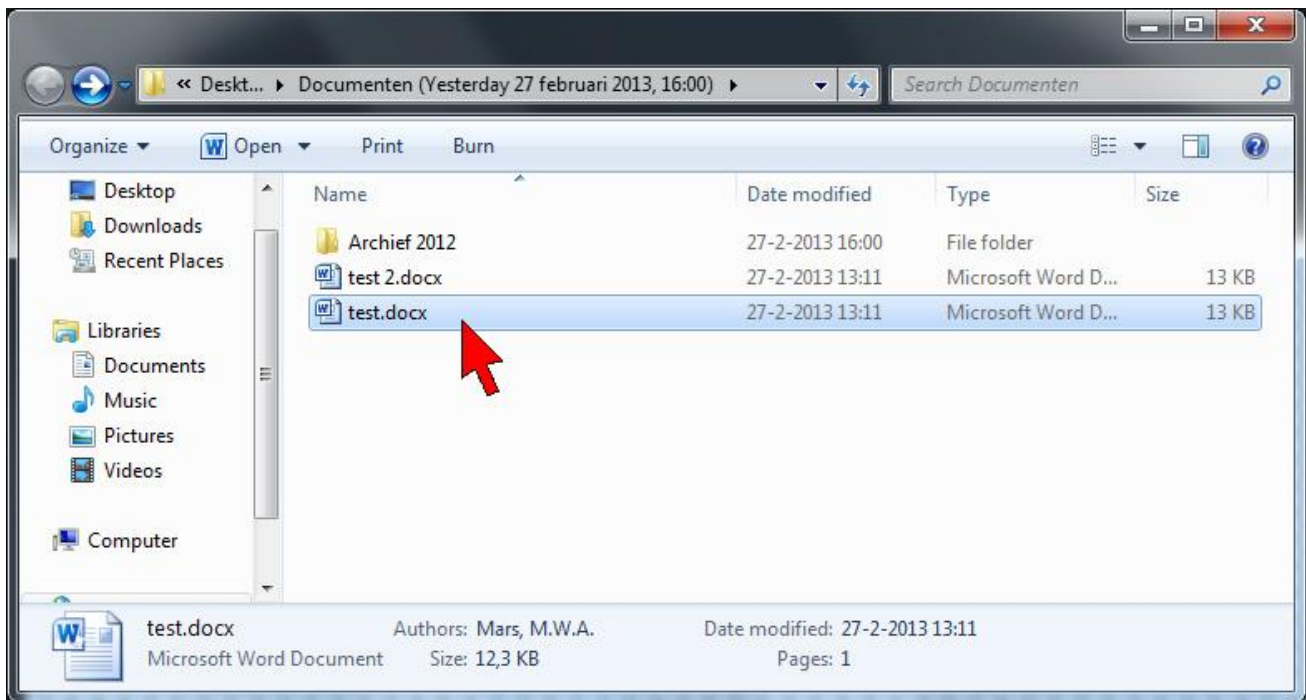 « Deskt... ▸ Documenten (Yesterday 27 februari 2013, 16:00) ▸ Search Documenten
Organize Open Print Burn
Desktop
Downloads
Recent Places
Libraries
Documents
Music
Pictures
Videos
Computer
Name Date modified Type Size
Archief 2012 27-2-2013 16:00 File folder
test 2.docx 27-2-2013 13:11 Microsoft Word D... 13 KB
test.docx 27-2-2013 13:11 Microsoft Word D... 13 KB
test.docx Authors: Mars, M.W.A. Date modified: 27-2-2013 13:11
Microsoft Word Document Size: 12,3 KB Pages: 1